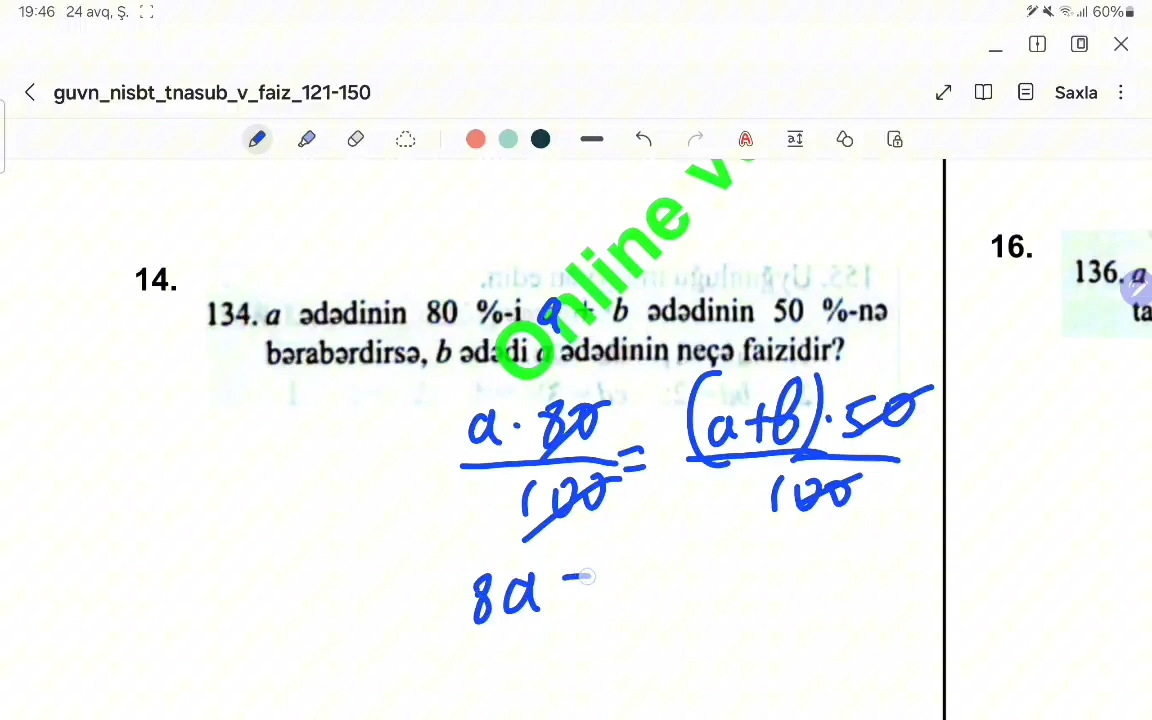 19:46 24 avq, Ş. 60%
guvn_nisbt_tnasub_v_faiz_121-150 Saxla
Online
14.
134. a ədədinin 80 %-i a + b ədədinin 50 %-nə
bərabərdirsə, b ədədi a ədədinin neçə faizidir?
a · 80 / 100 = (a+b) · 50 / 100
8a =
16.
136. a
ta